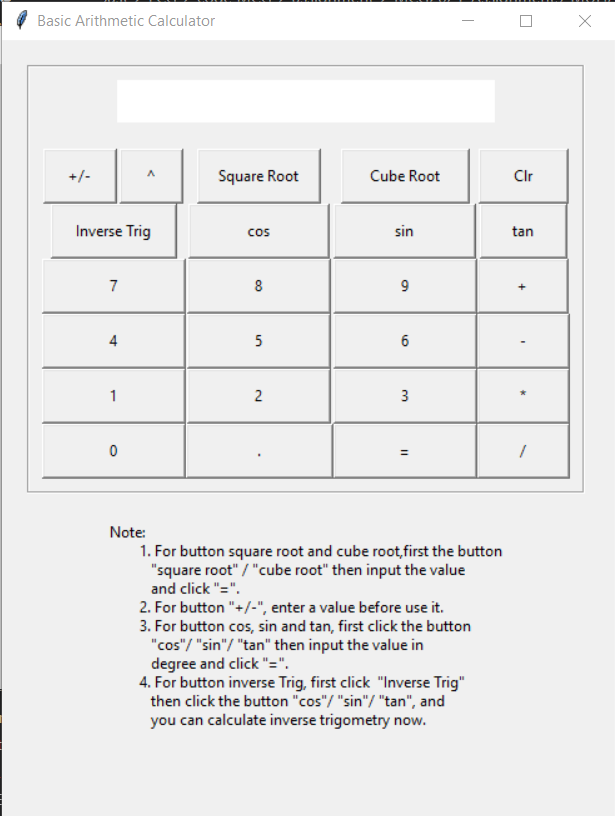 Basic Arithmetic Calculator
+/- ^ Square Root Cube Root Clr
Inverse Trig cos sin tan
7 8 9 +
4 5 6 -
1 2 3 *
0 . = /
Note:
1. For button square root and cube root,first the button
"square root" / "cube root" then input the value
and click "=".
2. For button "+/-", enter a value before use it.
3. For button cos, sin and tan, first click the button
"cos"/ "sin"/ "tan" then input the value in
degree and click "=".
4. For button inverse Trig, first click  "Inverse Trig"
then click the button "cos"/ "sin"/ "tan", and
you can calculate inverse trigometry now.